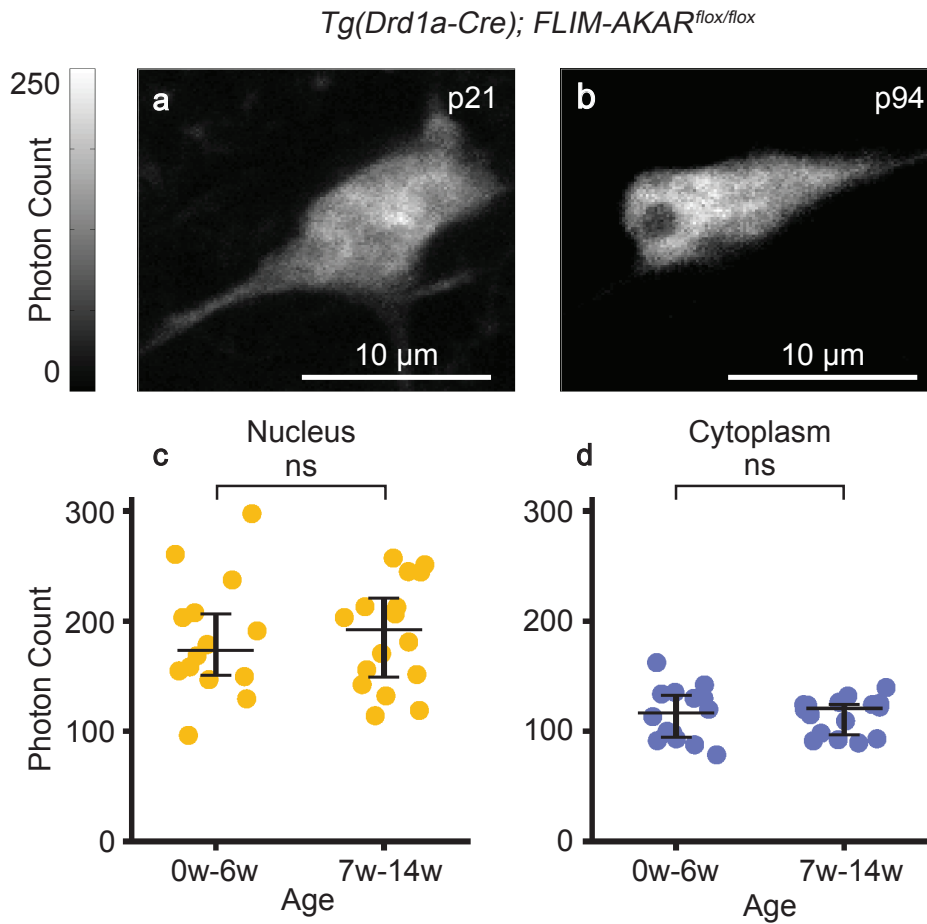 Tg(Drd1a-Cre); FLIM-AKARflox/flox
250
Photon Count
0
a
p21
10 µm
b
p94
10 µm
c
Nucleus
ns
300
200
100
0
Photon Count
0w-6w
7w-14w
Age
d
Cytoplasm
ns
300
200
100
0
0w-6w
7w-14w
Age